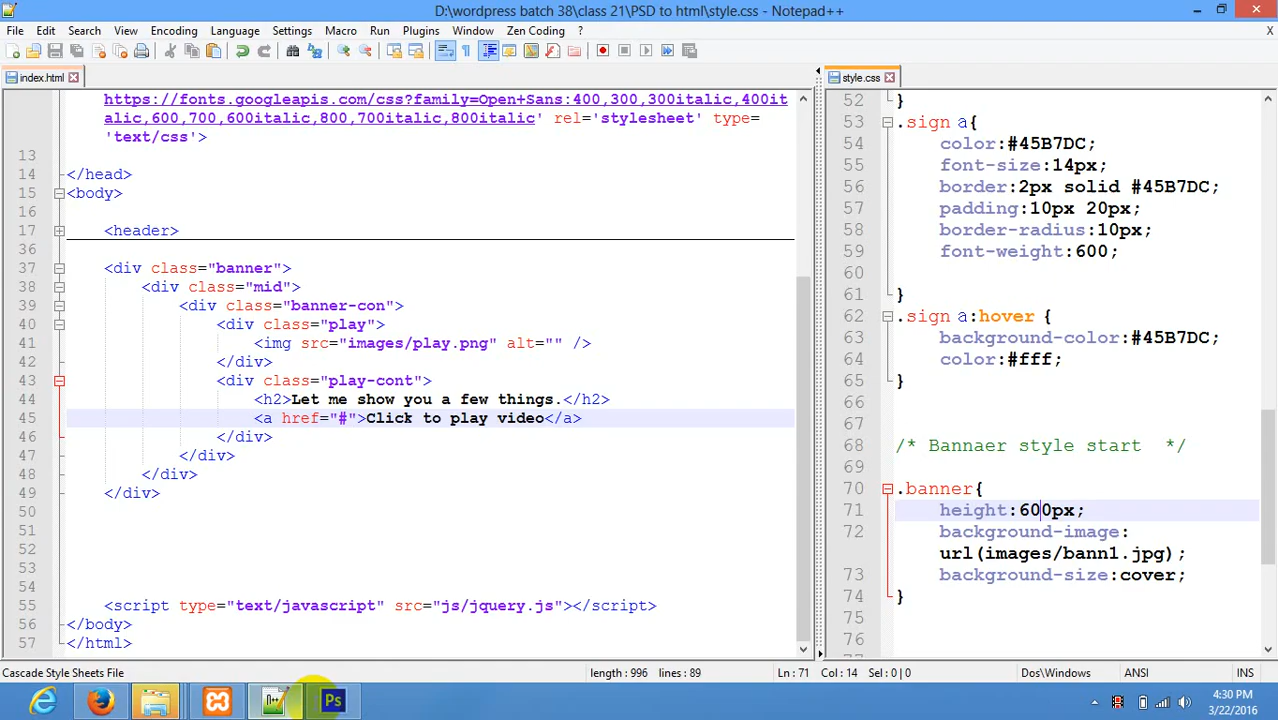 D:\wordpress batch 38\class 21\PSD to html\style.css - Notepad++
File Edit Search View Encoding Language Settings Macro Run Plugins Window Zen Coding ? X
index.html
style.css
https://fonts.googleapis.com/css?family=Open+Sans:400,300,300italic,400it
alic,600,700,600italic,800,700italic,800italic' rel='stylesheet' type=
'text/css'>
13
14 </head>
15 <body>
16
17 <header>
36
37 <div class="banner">
38 <div class="mid">
39 <div class="banner-con">
40 <div class="play">
41 <img src="images/play.png" alt="" />
42 </div>
43 <div class="play-cont">
44 <h2>Let me show you a few things.</h2>
45 <a href="#">Click to play video</a>
46 </div>
47 </div>
48 </div>
49 </div>
50
51
52
53
54
55 <script type="text/javascript" src="js/jquery.js"></script>
56 </body>
57 </html>
52 }
53 .sign a{
54 color:#45B7DC;
55 font-size:14px;
56 border:2px solid #45B7DC;
57 padding:10px 20px;
58 border-radius:10px;
59 font-weight:600;
60
61 }
62 .sign a:hover {
63 background-color:#45B7DC;
64 color:#fff;
65 }
66
67
68 /* Bannaer style start */
69
70 .banner{
71 height:600px;
72 background-image:
url(images/bann1.jpg);
73 background-size:cover;
74 }
75
76
Cascade Style Sheets File length : 996 lines : 89 Ln : 71 Col : 14 Sel : 0 | 0 Dos\Windows ANSI INS
Ps
4:30 PM
3/22/2016